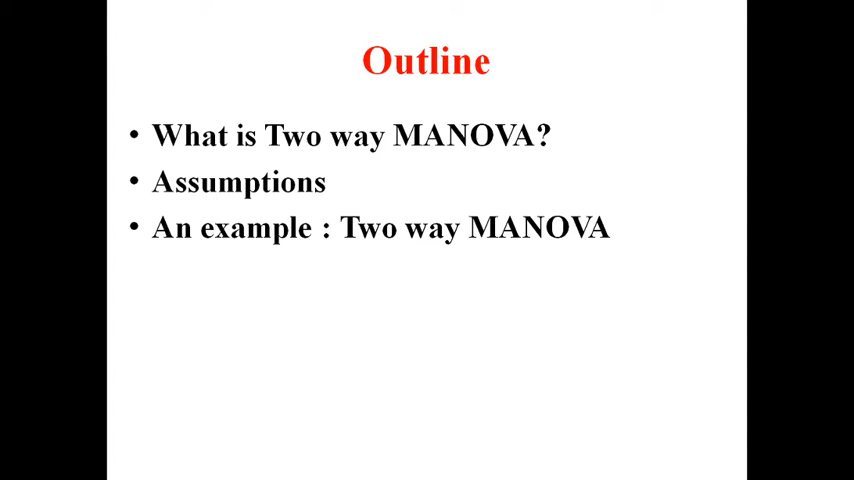 Outline
• What is Two way MANOVA?
• Assumptions
• An example : Two way MANOVA